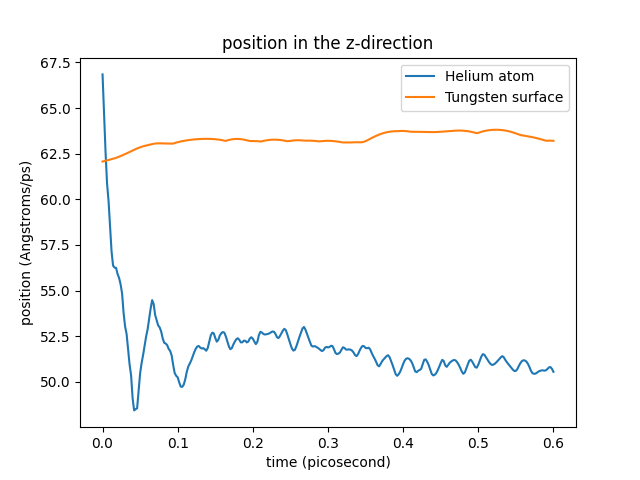 position in the z-direction
67.5
65.0
62.5
60.0
57.5
55.0
52.5
50.0
position (Angstroms/ps)
Helium atom
Tungsten surface
0.0 0.1 0.2 0.3 0.4 0.5 0.6
time (picosecond)